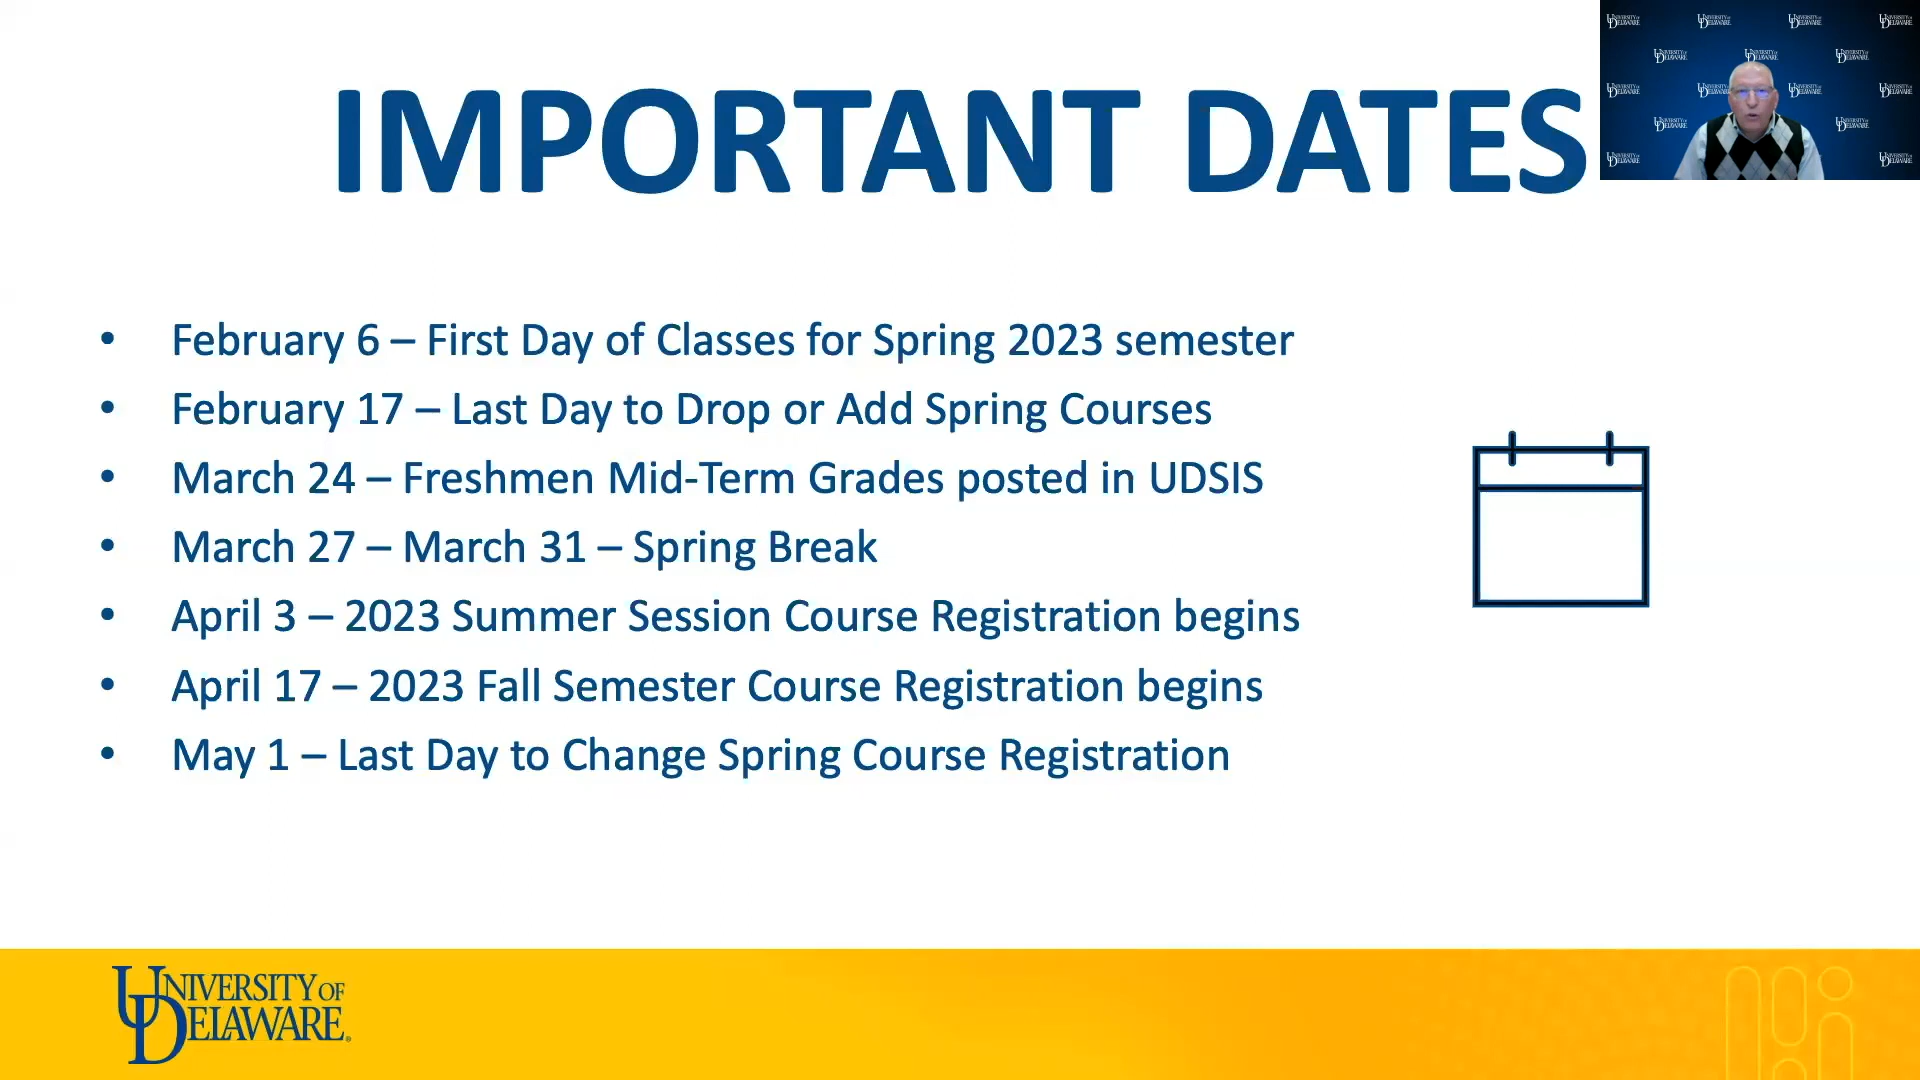 IMPORTANT DATES
• February 6 – First Day of Classes for Spring 2023 semester
• February 17 – Last Day to Drop or Add Spring Courses
• March 24 – Freshmen Mid-Term Grades posted in UDSIS
• March 27 – March 31 – Spring Break
• April 3 – 2023 Summer Session Course Registration begins
• April 17 – 2023 Fall Semester Course Registration begins
• May 1 – Last Day to Change Spring Course Registration
UNIVERSITY OF
DELAWARE®
UNIVERSITY OF
DELAWARE